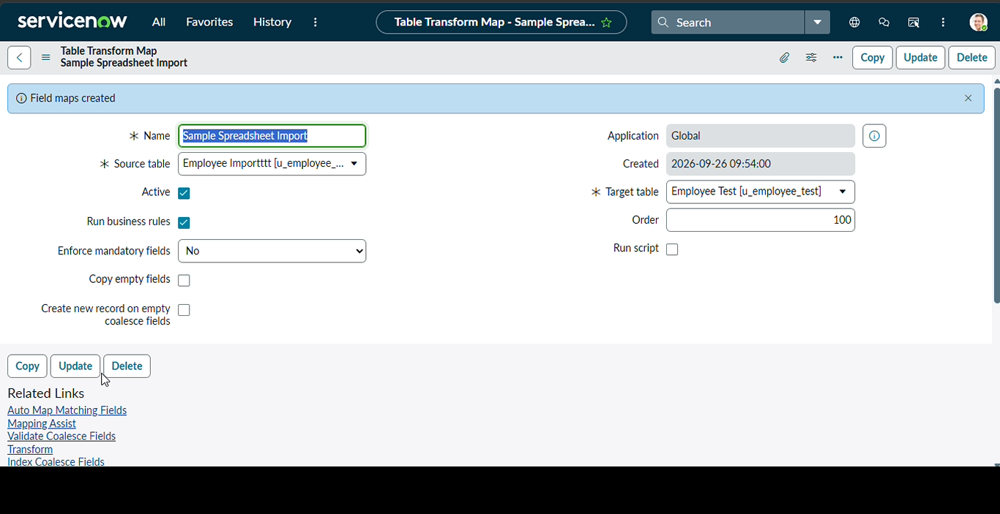 servicenow All Favorites History Table Transform Map - Sample Sprea... Search
Table Transform Map
Sample Spreadsheet Import
Copy Update Delete
Field maps created
Name Sample Spreadsheet Import
Source table Employee Importttt [u_employee_...
Active
Run business rules
Enforce mandatory fields No
Copy empty fields
Create new record on empty
coalesce fields
Application Global
Created 2026-09-26 09:54:00
Target table Employee Test [u_employee_test]
Order 100
Run script
Copy Update Delete
Related Links
Auto Map Matching Fields
Mapping Assist
Validate Coalesce Fields
Transform
Index Coalesce Fields